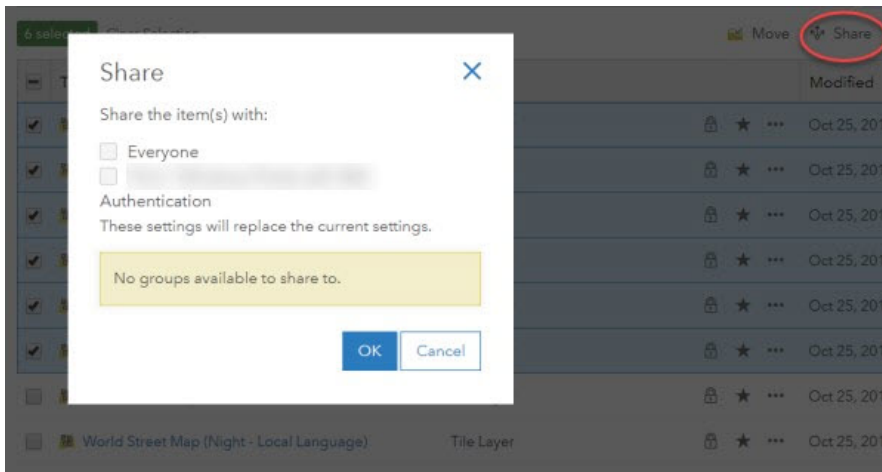 6 selected Clear Selection
Move
Share
Share
Modified
Share the item(s) with:
Everyone
Authentication
These settings will replace the current settings.
No groups available to share to.
OK
Cancel
Oct 25, 201
Oct 25, 201
Oct 25, 201
Oct 25, 201
Oct 25, 201
Oct 25, 201
Oct 25, 201
World Street Map (Night - Local Language) Tile Layer Oct 25, 201